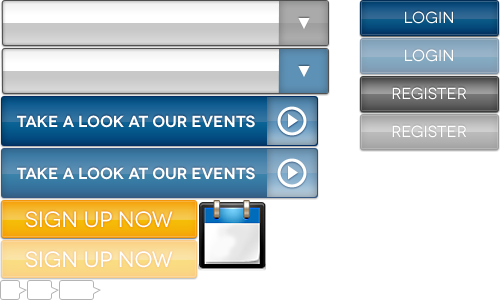 LOGIN
LOGIN
REGISTER
REGISTER
TAKE A LOOK AT OUR EVENTS
TAKE A LOOK AT OUR EVENTS
SIGN UP NOW
SIGN UP NOW